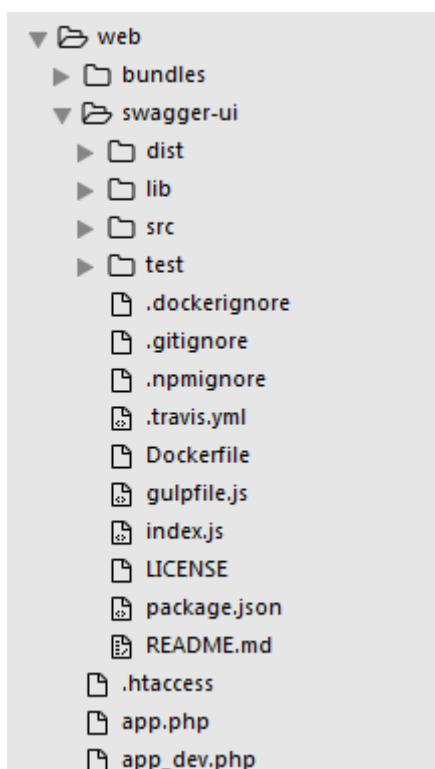 web
bundles
swagger-ui
dist
lib
src
test
.dockerignore
.gitignore
.npmignore
.travis.yml
Dockerfile
gulpfile.js
index.js
LICENSE
package.json
README.md
.htaccess
app.php
app_dev.php